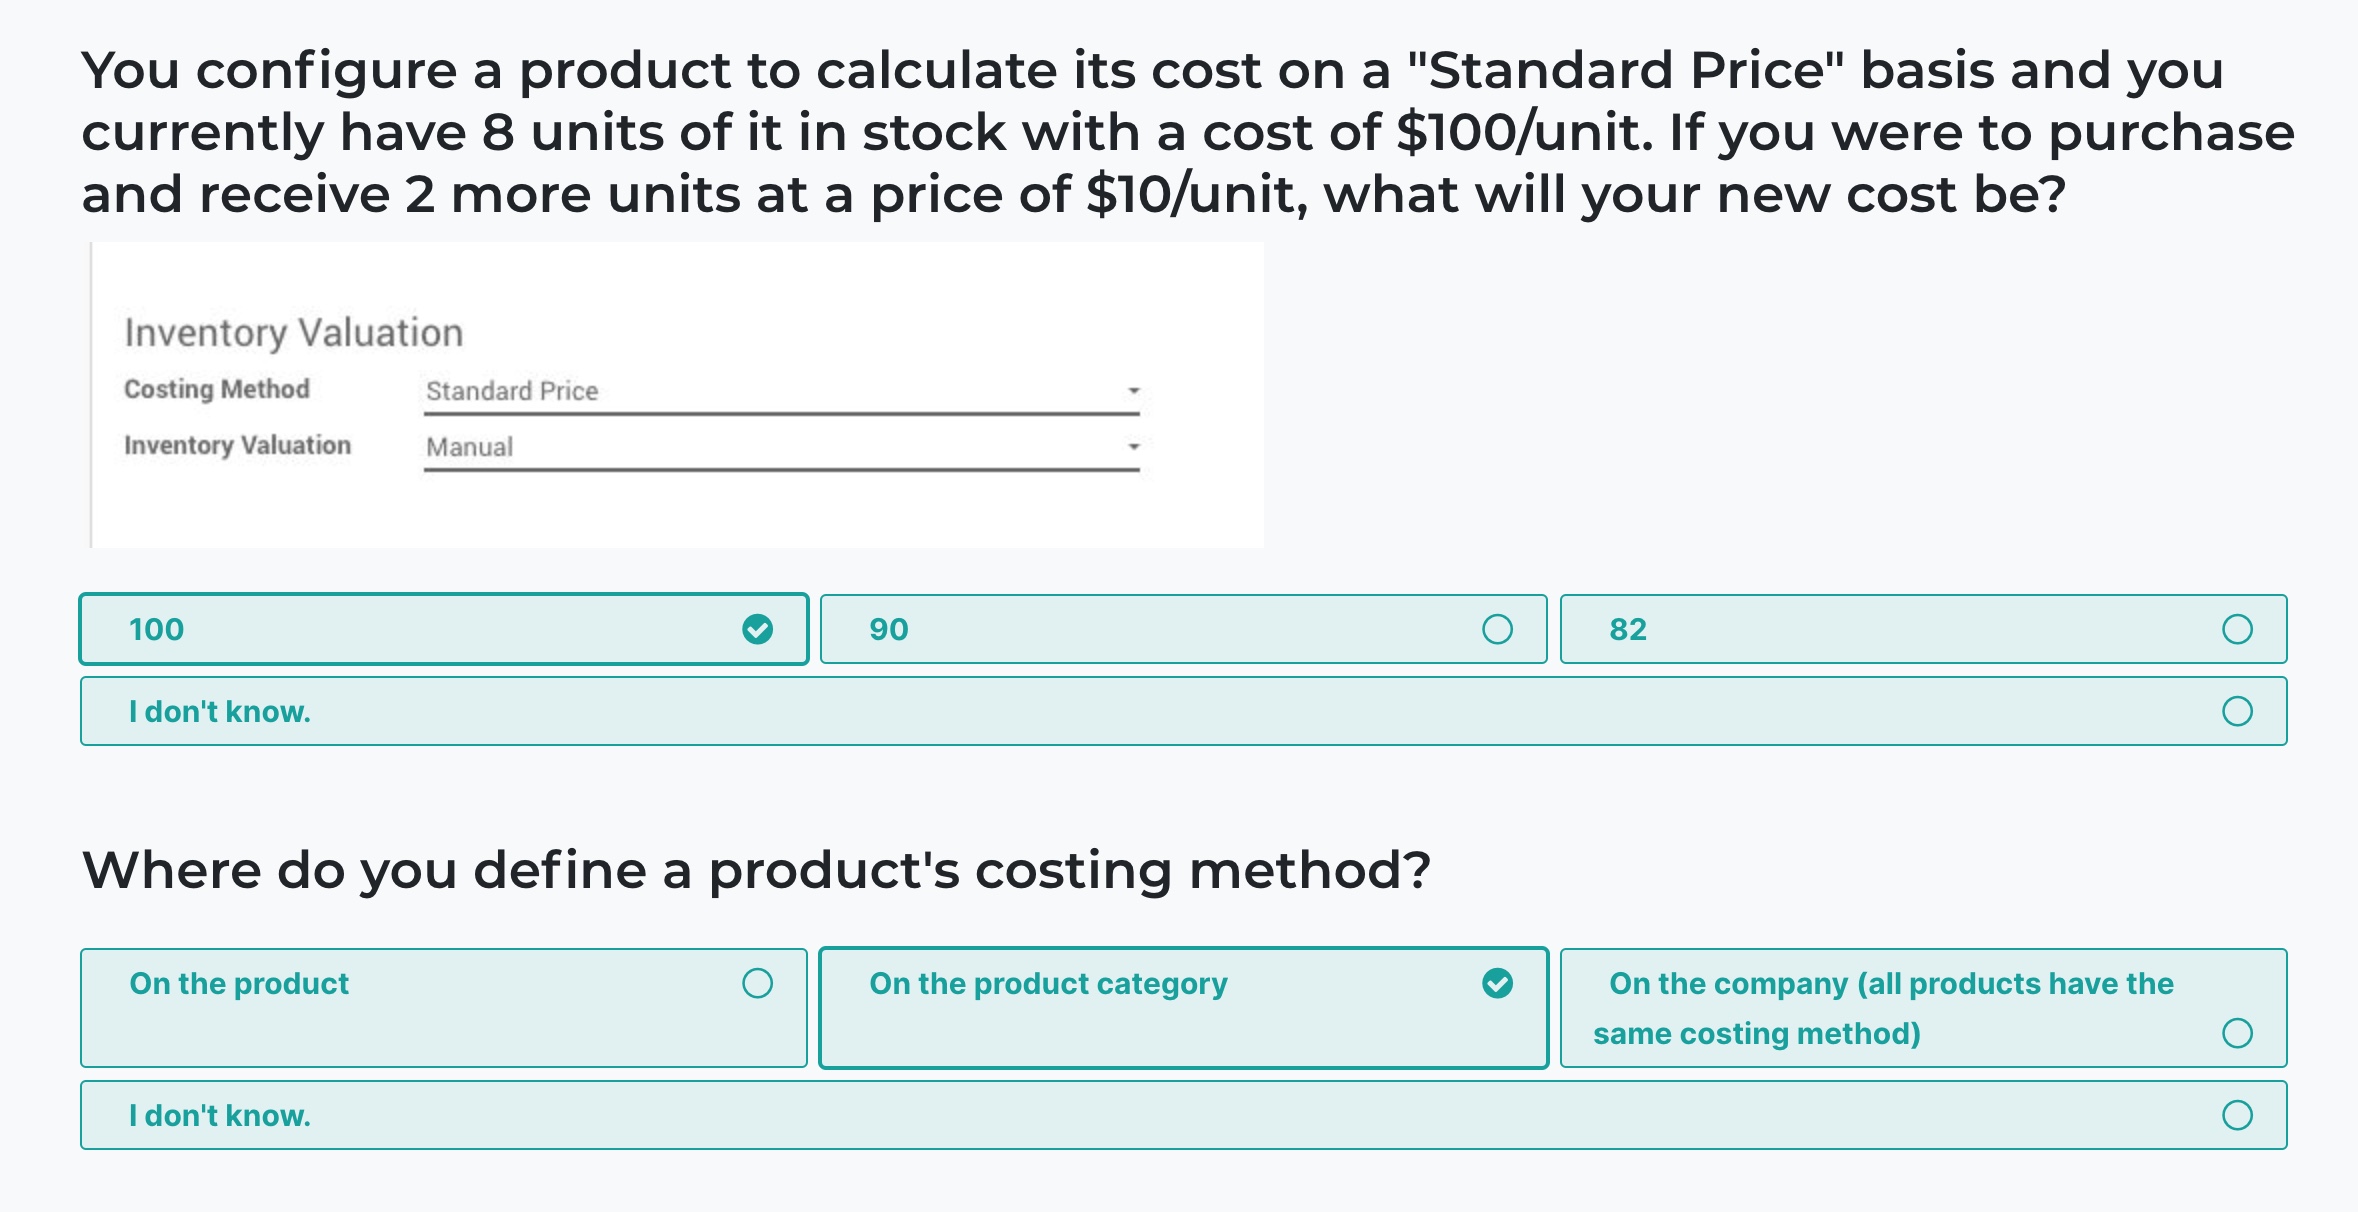 You configure a product to calculate its cost on a "Standard Price" basis and you
currently have 8 units of it in stock with a cost of $100/unit. If you were to purchase
and receive 2 more units at a price of $10/unit, what will your new cost be?
Inventory Valuation
Costing Method Standard Price
Inventory Valuation Manual
100 90 82
I don't know.
Where do you define a product's costing method?
On the product On the product category On the company (all products have the
same costing method)
I don't know.